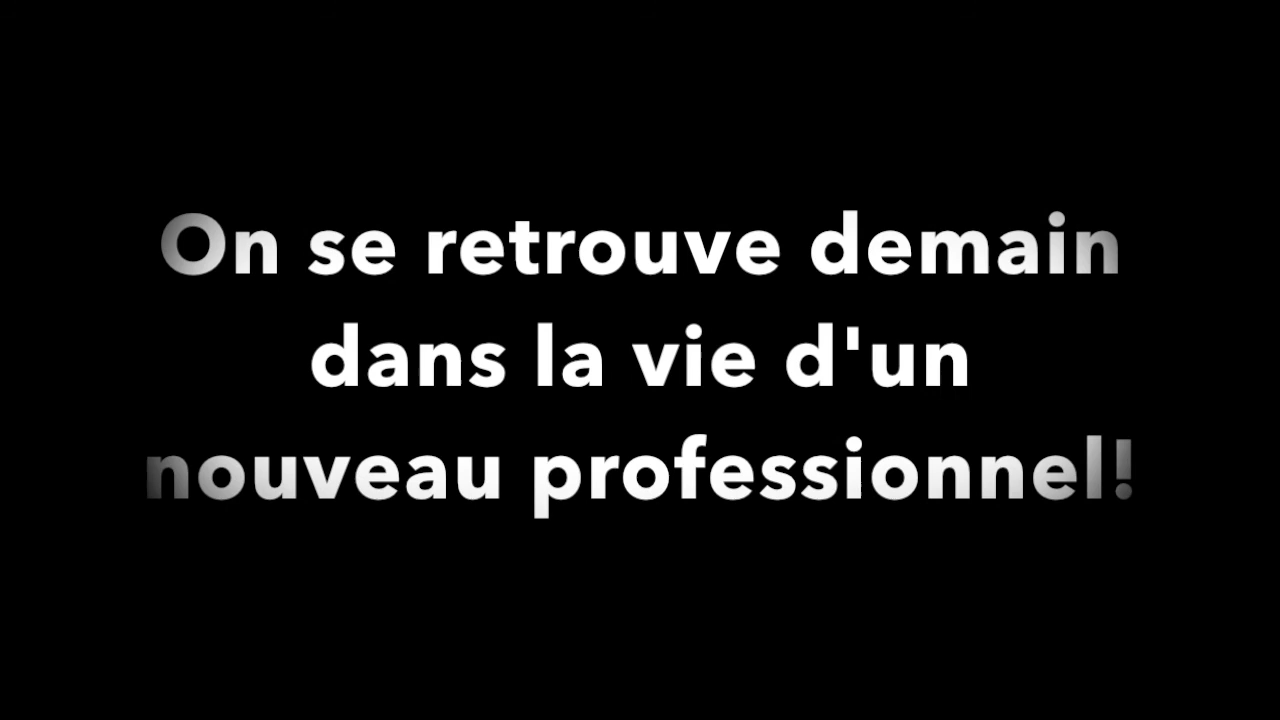 On se retrouve demain
dans la vie d'un
nouveau professionnel!